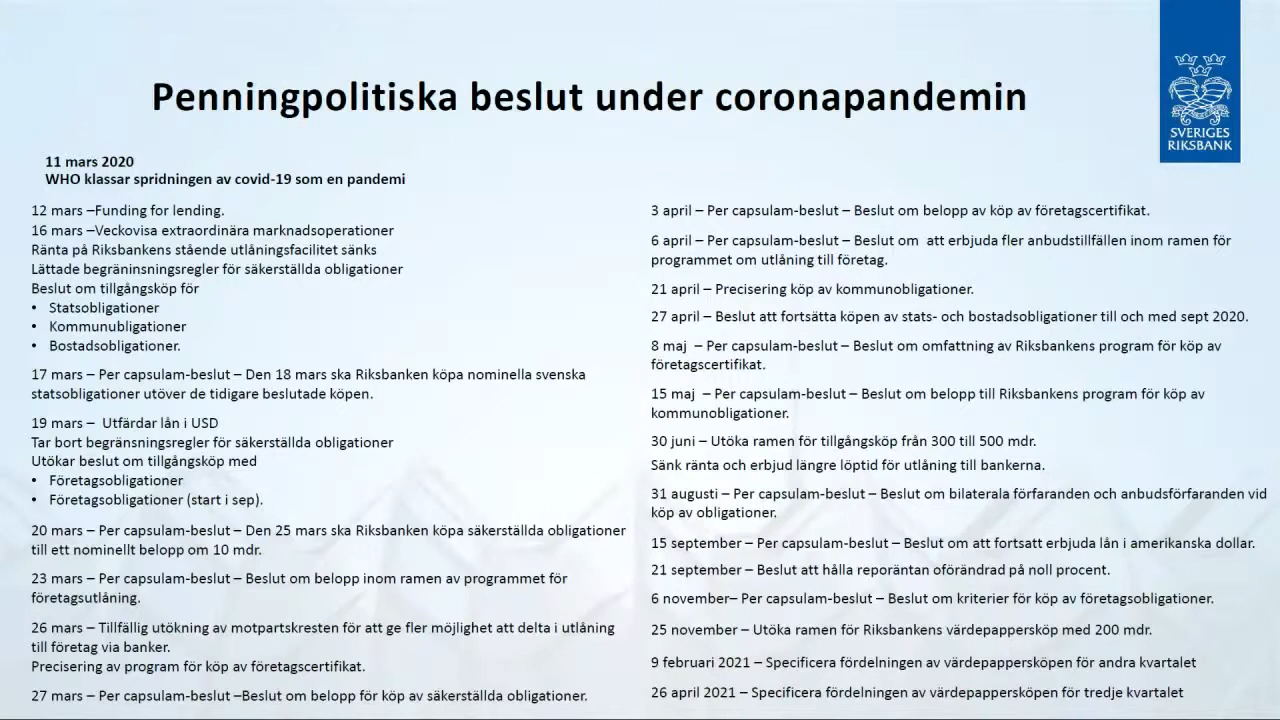 Penningpolitiska beslut under coronapandemin
SVERIGES
RIKSBANK
11 mars 2020
WHO klassar spridningen av covid-19 som en pandemi
12 mars –Funding for lending.
16 mars –Veckovisa extraordinära marknadsoperationer
Ränta på Riksbankens stående utlåningsfacilitet sänks
Lättade begräninsningsregler för säkerställda obligationer
Beslut om tillgångsköp för
• Statsobligationer
• Kommunubligationer
• Bostadsobligationer.
17 mars – Per capsulam-beslut – Den 18 mars ska Riksbanken köpa nominella svenska
statsobligationer utöver de tidigare beslutade köpen.
19 mars – Utfärdar lån i USD
Tar bort begränsningsregler för säkerställda obligationer
Utökar beslut om tillgångsköp med
• Företagsobligationer
• Företagsobligationer (start i sep).
20 mars – Per capsulam-beslut – Den 25 mars ska Riksbanken köpa säkerställda obligationer
till ett nominellt belopp om 10 mdr.
23 mars – Per capsulam-beslut – Beslut om belopp inom ramen av programmet för
företagsutlåning.
26 mars – Tillfällig utökning av motpartskresten för att ge fler möjlighet att delta i utlåning
till företag via banker.
Precisering av program för köp av företagscertifikat.
27 mars – Per capsulam-beslut –Beslut om belopp för köp av säkerställda obligationer.
3 april – Per capsulam-beslut – Beslut om belopp av köp av företagscertifikat.
6 april – Per capsulam-beslut – Beslut om att erbjuda fler anbudstillfällen inom ramen för
programmet om utlåning till företag.
21 april – Precisering köp av kommunobligationer.
27 april – Beslut att fortsätta köpen av stats- och bostadsobligationer till och med sept 2020.
8 maj – Per capsulam-beslut – Beslut om omfattning av Riksbankens program för köp av
företagscertifikat.
15 maj – Per capsulam-beslut – Beslut om belopp till Riksbankens program för köp av
kommunobligationer.
30 juni – Utöka ramen för tillgångsköp från 300 till 500 mdr.
Sänk ränta och erbjud längre löptid för utlåning till bankerna.
31 augusti – Per capsulam-beslut – Beslut om bilaterala förfaranden och anbudsförfaranden vid
köp av obligationer.
15 september – Per capsulam-beslut – Beslut om att fortsatt erbjuda lån i amerikanska dollar.
21 september – Beslut att hålla reporäntan oförändrad på noll procent.
6 november– Per capsulam-beslut – Beslut om kriterier för köp av företagsobligationer.
25 november – Utöka ramen för Riksbankens värdepappersköp med 200 mdr.
9 februari 2021 – Specificera fördelningen av värdepappersköpen för andra kvartalet
26 april 2021 – Specificera fördelningen av värdepappersköpen för tredje kvartalet